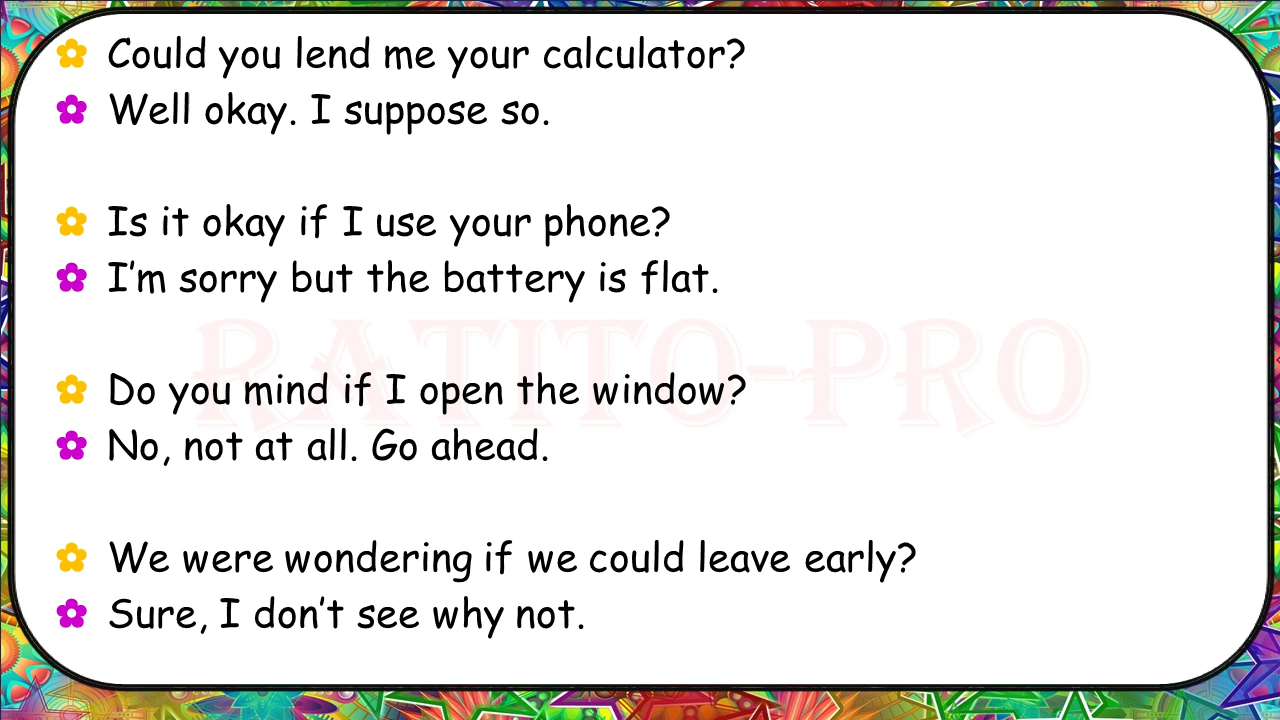 Could you lend me your calculator?
Well okay. I suppose so.
Is it okay if I use your phone?
I’m sorry but the battery is flat.
RATITO-PRO
Do you mind if I open the window?
No, not at all. Go ahead.
We were wondering if we could leave early?
Sure, I don’t see why not.